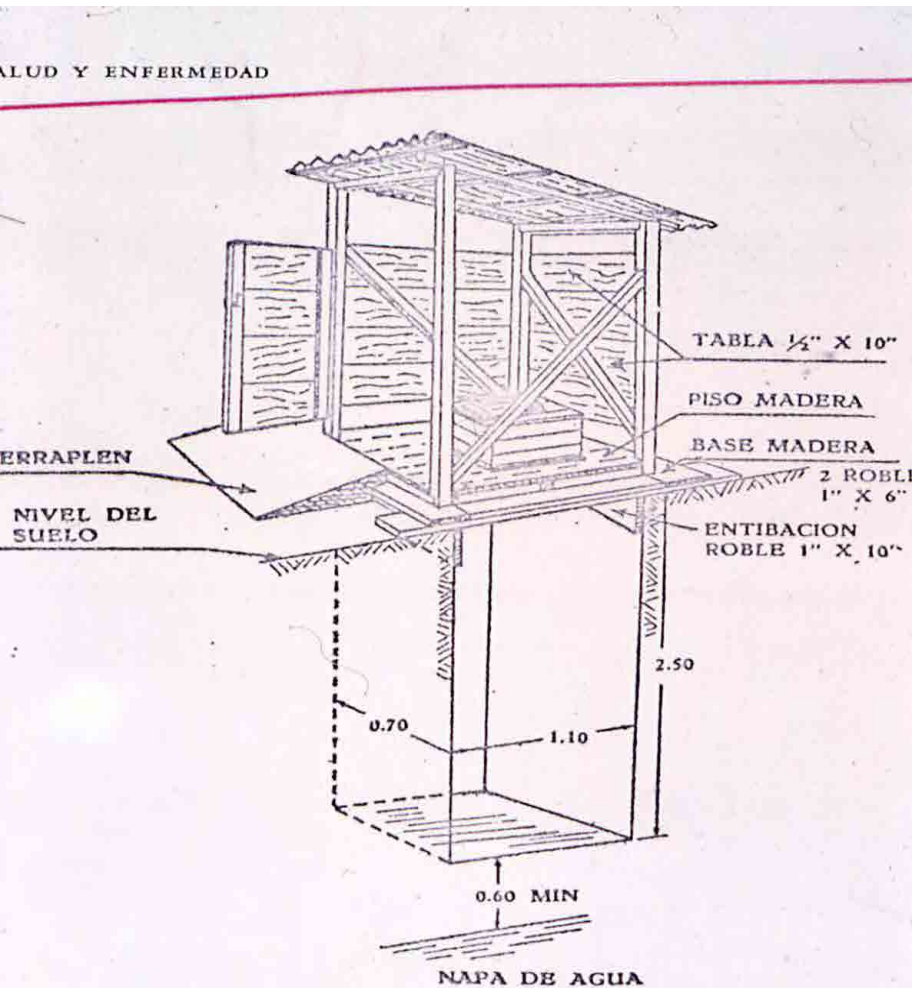 ALUD Y ENFERMEDAD
TABLA ½" X 10"
PISO MADERA
BASE MADERA
2 ROBLE
1" X 6"
ERRAPLEN
NIVEL DEL
SUELO
ENTIBACION
ROBLE 1" X 10"
2.50
0.70
1.10
0.60 MIN
NAPA DE AGUA